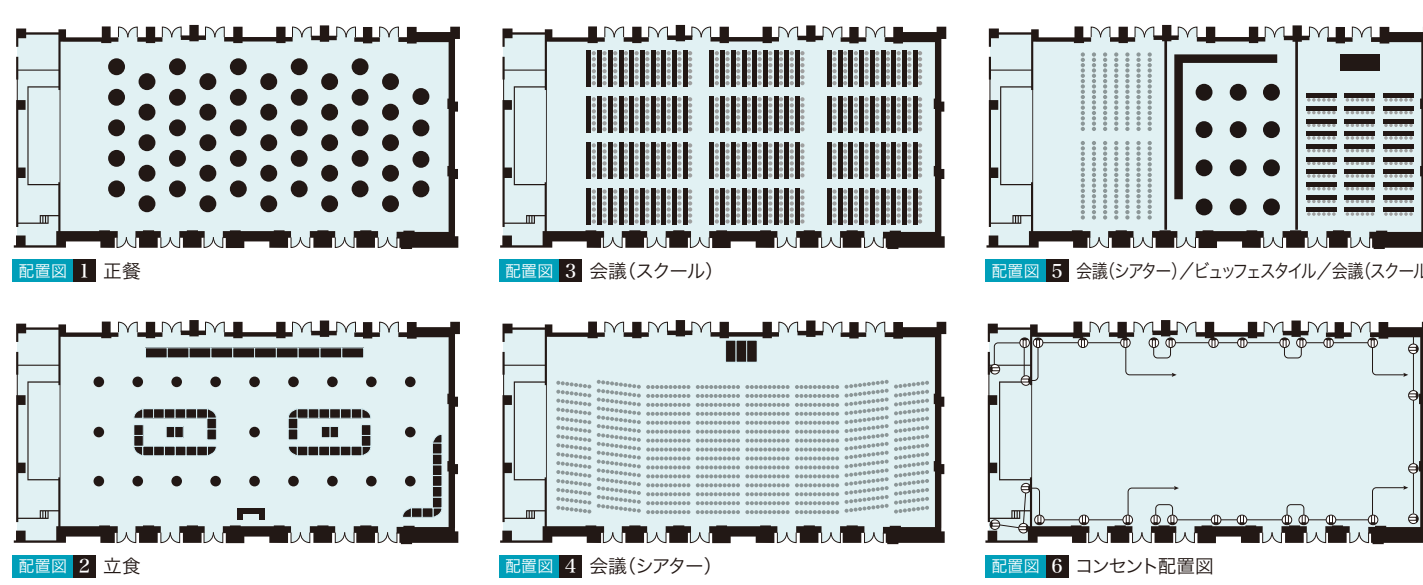 配置図 1 正餐
配置図 3 会議(スクール)
配置図 5 会議(シアター)/ビュッフェスタイル/会議(スクール
配置図 2 立食
配置図 4 会議(シアター)
配置図 6 コンセント配置図